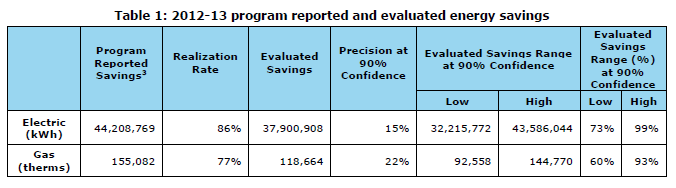 Table 1: 2012-13 program reported and evaluated energy savings
Program Reported Savings³ Realization Rate Evaluated Savings Precision at 90% Confidence Evaluated Savings Range at 90% Confidence Evaluated Savings Range (%) at 90% Confidence
Low High Low High
Electric (kWh) 44,208,769 86% 37,900,908 15% 32,215,772 43,586,044 73% 99%
Gas (therms) 155,082 77% 118,664 22% 92,558 144,770 60% 93%